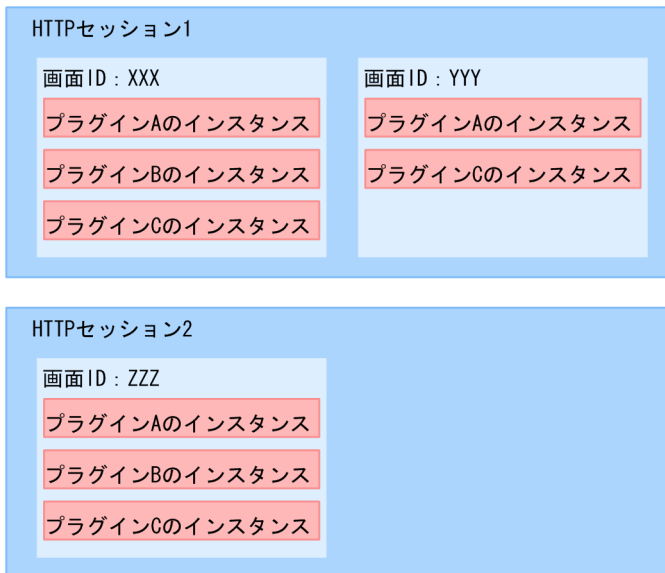 HTTPセッション1
画面ID：XXX
プラグインAのインスタンス
プラグインBのインスタンス
プラグインCのインスタンス
画面ID：YYY
プラグインAのインスタンス
プラグインCのインスタンス
HTTPセッション2
画面ID：ZZZ
プラグインAのインスタンス
プラグインBのインスタンス
プラグインCのインスタンス